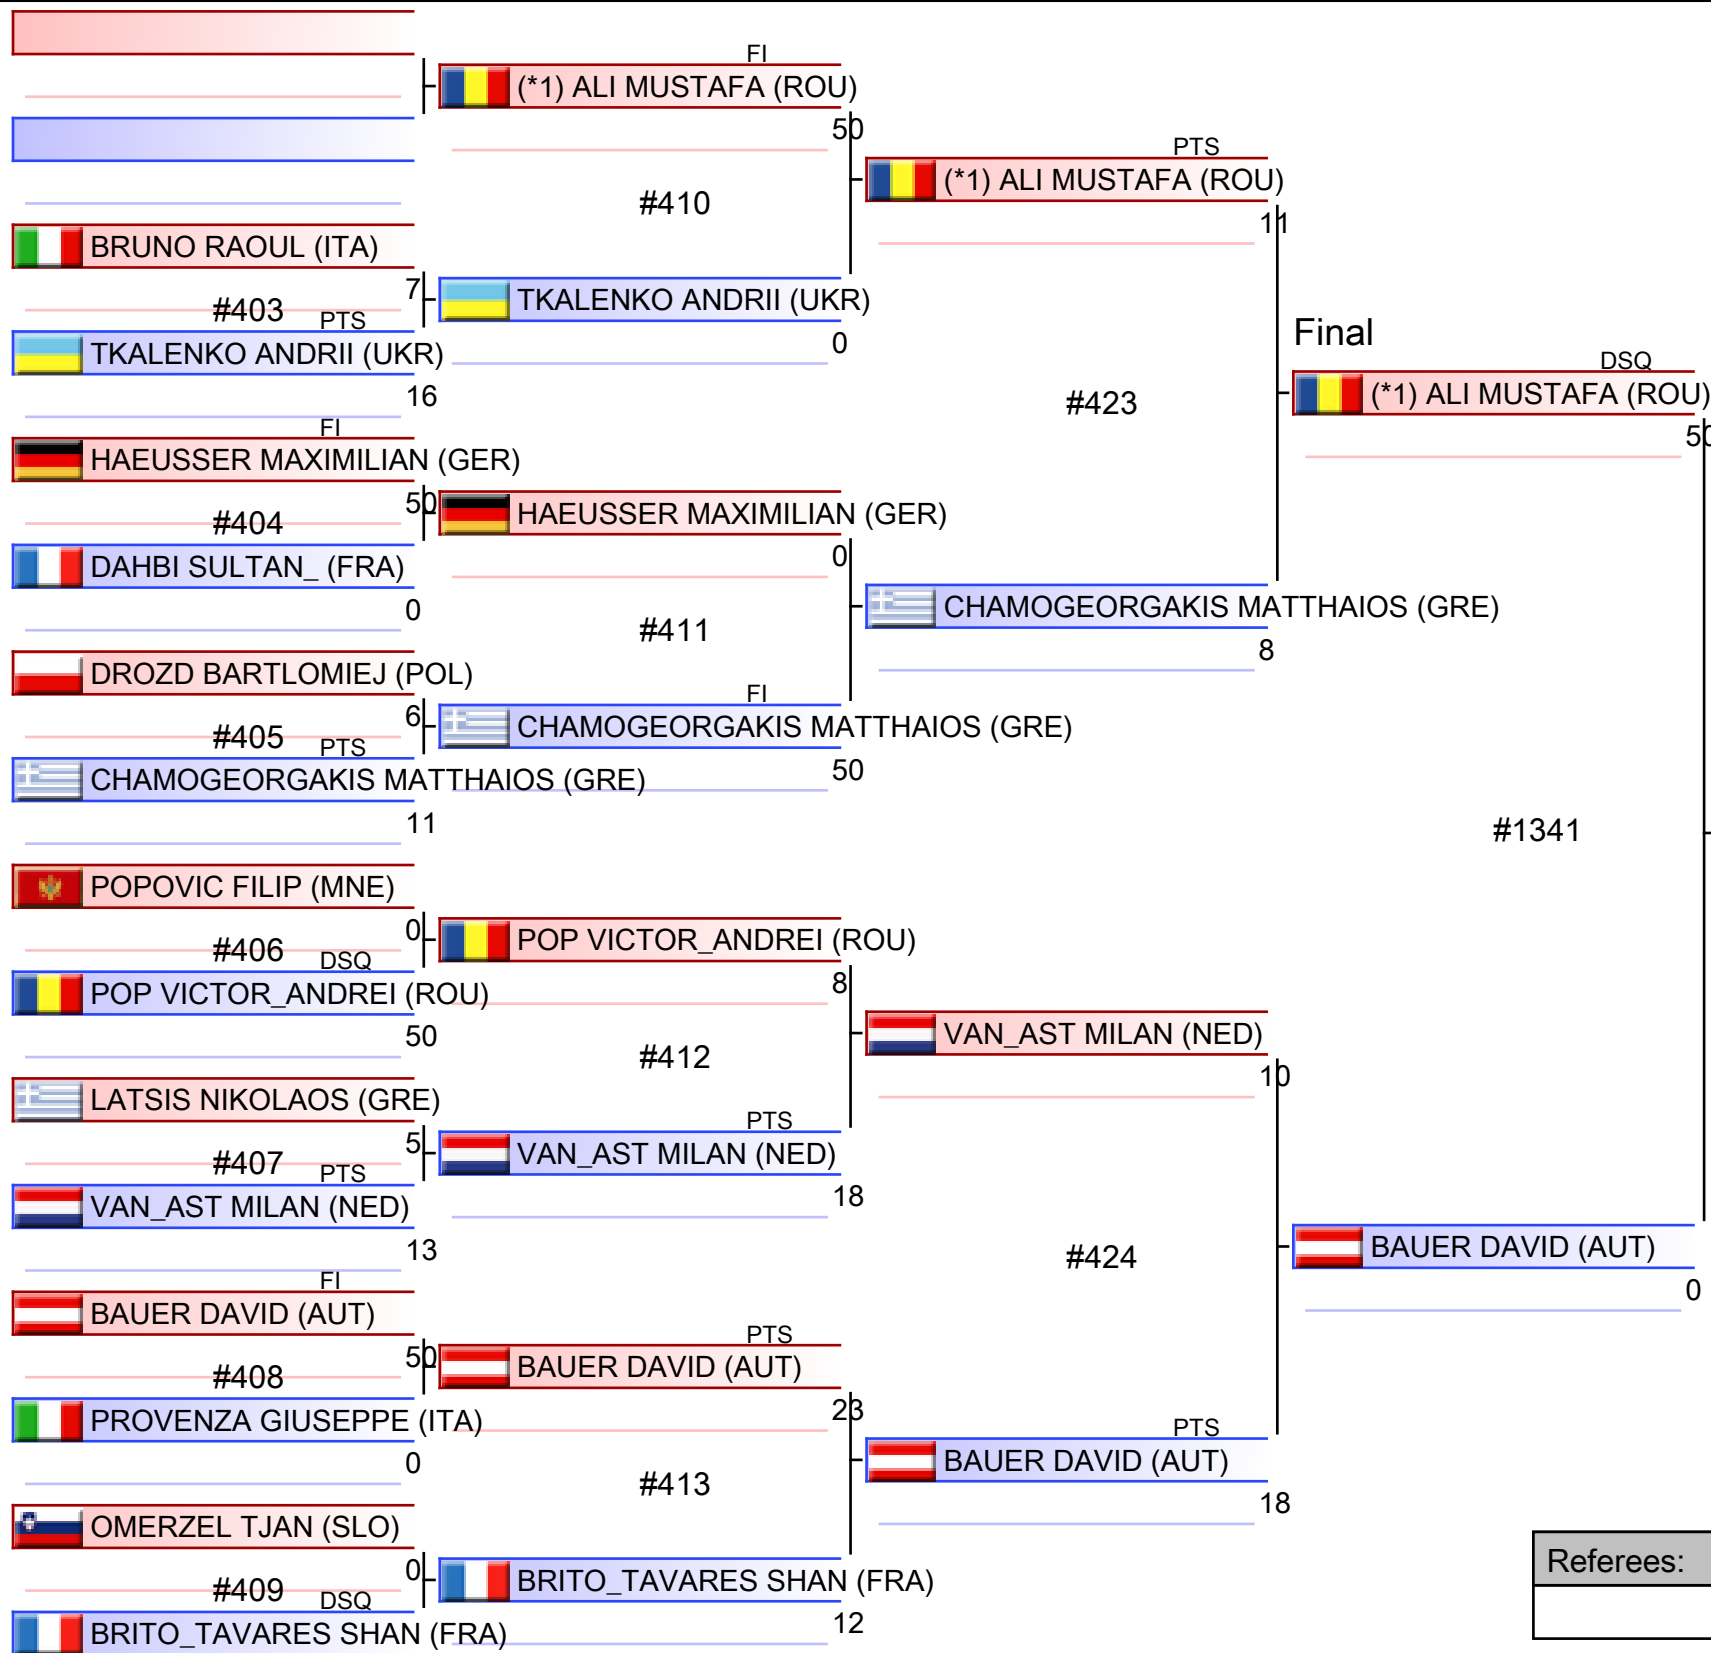 FI
(*1) ALI MUSTAFA (ROU)
50
PTS
(*1) ALI MUSTAFA (ROU)
11
#410
BRUNO RAOUL (ITA)
7
#403
PTS
TKALENKO ANDRII (UKR)
16
TKALENKO ANDRII (UKR)
0
Final
DSQ
(*1) ALI MUSTAFA (ROU)
50
#423
FI
HAEUSSER MAXIMILIAN (GER)
50
#404
DAHBI SULTAN_ (FRA)
0
HAEUSSER MAXIMILIAN (GER)
0
#411
CHAMOGEORGAKIS MATTHAIOS (GRE)
8
DROZD BARTLOMIEJ (POL)
6
#405
PTS
CHAMOGEORGAKIS MATTHAIOS (GRE)
11
FI
CHAMOGEORGAKIS MATTHAIOS (GRE)
50
#1341
POPOVIC FILIP (MNE)
0
#406
DSQ
POP VICTOR_ANDREI (ROU)
50
POP VICTOR_ANDREI (ROU)
8
#412
VAN_AST MILAN (NED)
10
LATSIS NIKOLAOS (GRE)
5
#407
PTS
VAN_AST MILAN (NED)
13
PTS
VAN_AST MILAN (NED)
18
#424
BAUER DAVID (AUT)
0
FI
BAUER DAVID (AUT)
50
#408
PROVENZA GIUSEPPE (ITA)
0
PTS
BAUER DAVID (AUT)
23
#413
PTS
BAUER DAVID (AUT)
18
OMERZEL TJAN (SLO)
0
#409
DSQ
BRITO_TAVARES SHAN (FRA)
BRITO_TAVARES SHAN (FRA)
12
Referees: